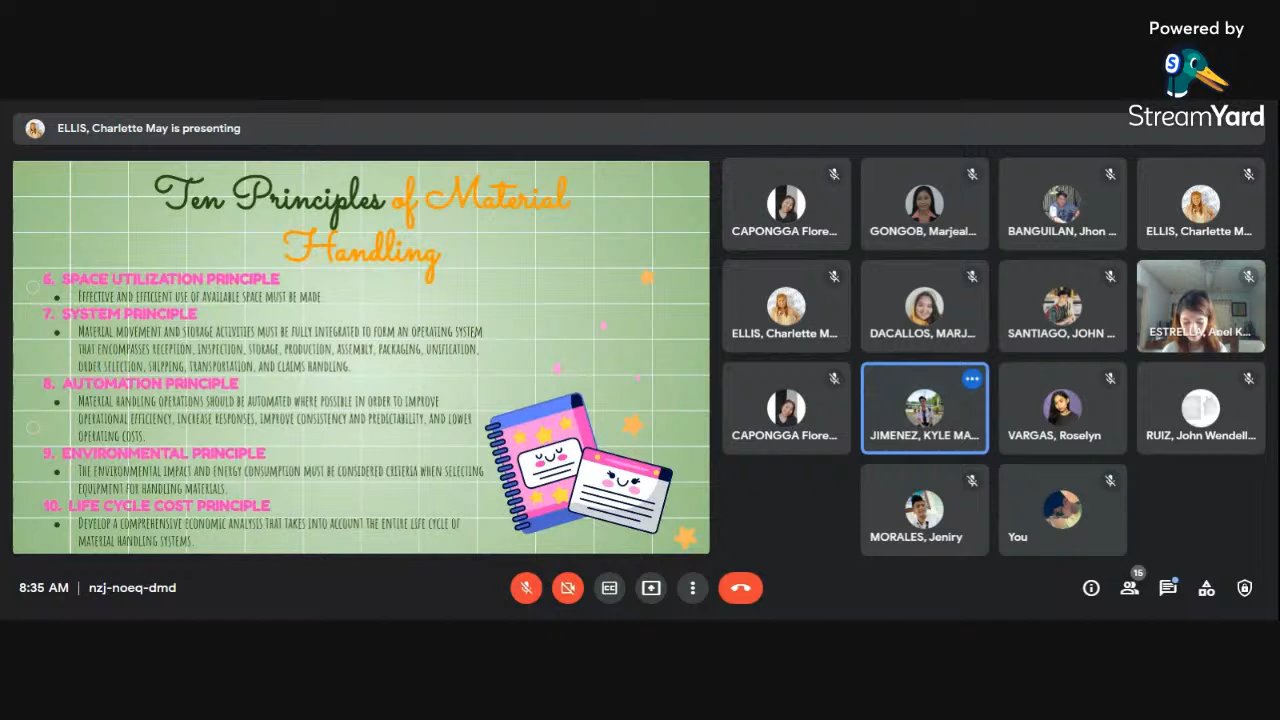 Powered by
StreamYard
ELLIS, Charlette May is presenting
Ten Principles of Material
Handling
6. SPACE UTILIZATION PRINCIPLE
● EFFECTIVE AND EFFICIENT USE OF AVAILABLE SPACE MUST BE MADE.
7. SYSTEM PRINCIPLE
● MATERIAL MOVEMENT AND STORAGE ACTIVITIES MUST BE FULLY INTEGRATED TO FORM AN OPERATING SYSTEM
THAT ENCOMPASSES RECEPTION, INSPECTION, STORAGE, PRODUCTION, ASSEMBLY, PACKAGING, UNIFICATION,
ORDER SELECTION, SHIPPING, TRANSPORTATION, AND CLAIMS HANDLING.
8. AUTOMATION PRINCIPLE
● MATERIAL HANDLING OPERATIONS SHOULD BE AUTOMATED WHERE POSSIBLE IN ORDER TO IMPROVE
OPERATIONAL EFFICIENCY, INCREASE RESPONSES, IMPROVE CONSISTENCY AND PREDICTABILITY, AND LOWER
OPERATING COSTS.
9. ENVIRONMENTAL PRINCIPLE
● THE ENVIRONMENTAL IMPACT AND ENERGY CONSUMPTION MUST BE CONSIDERED CRITERIA WHEN SELECTING
EQUIPMENT FOR HANDLING MATERIALS.
10. LIFE CYCLE COST PRINCIPLE
● DEVELOP A COMPREHENSIVE ECONOMIC ANALYSIS THAT TAKES INTO ACCOUNT THE ENTIRE LIFE CYCLE OF
MATERIAL HANDLING SYSTEMS.
CAPONGGA Flore...
GONGOB, Marjeal...
BANGUILAN, Jhon ...
ELLIS, Charlette M...
ELLIS, Charlette M...
DACALLOS, MARJ...
SANTIAGO, JOHN ...
ESTRELLA, Anel K...
CAPONGGA Flore...
JIMENEZ, KYLE MA...
VARGAS, Roselyn
RUIZ, John Wendell...
MORALES, Jeniry
You
8:35 AM | nzj-noeq-dmd
15